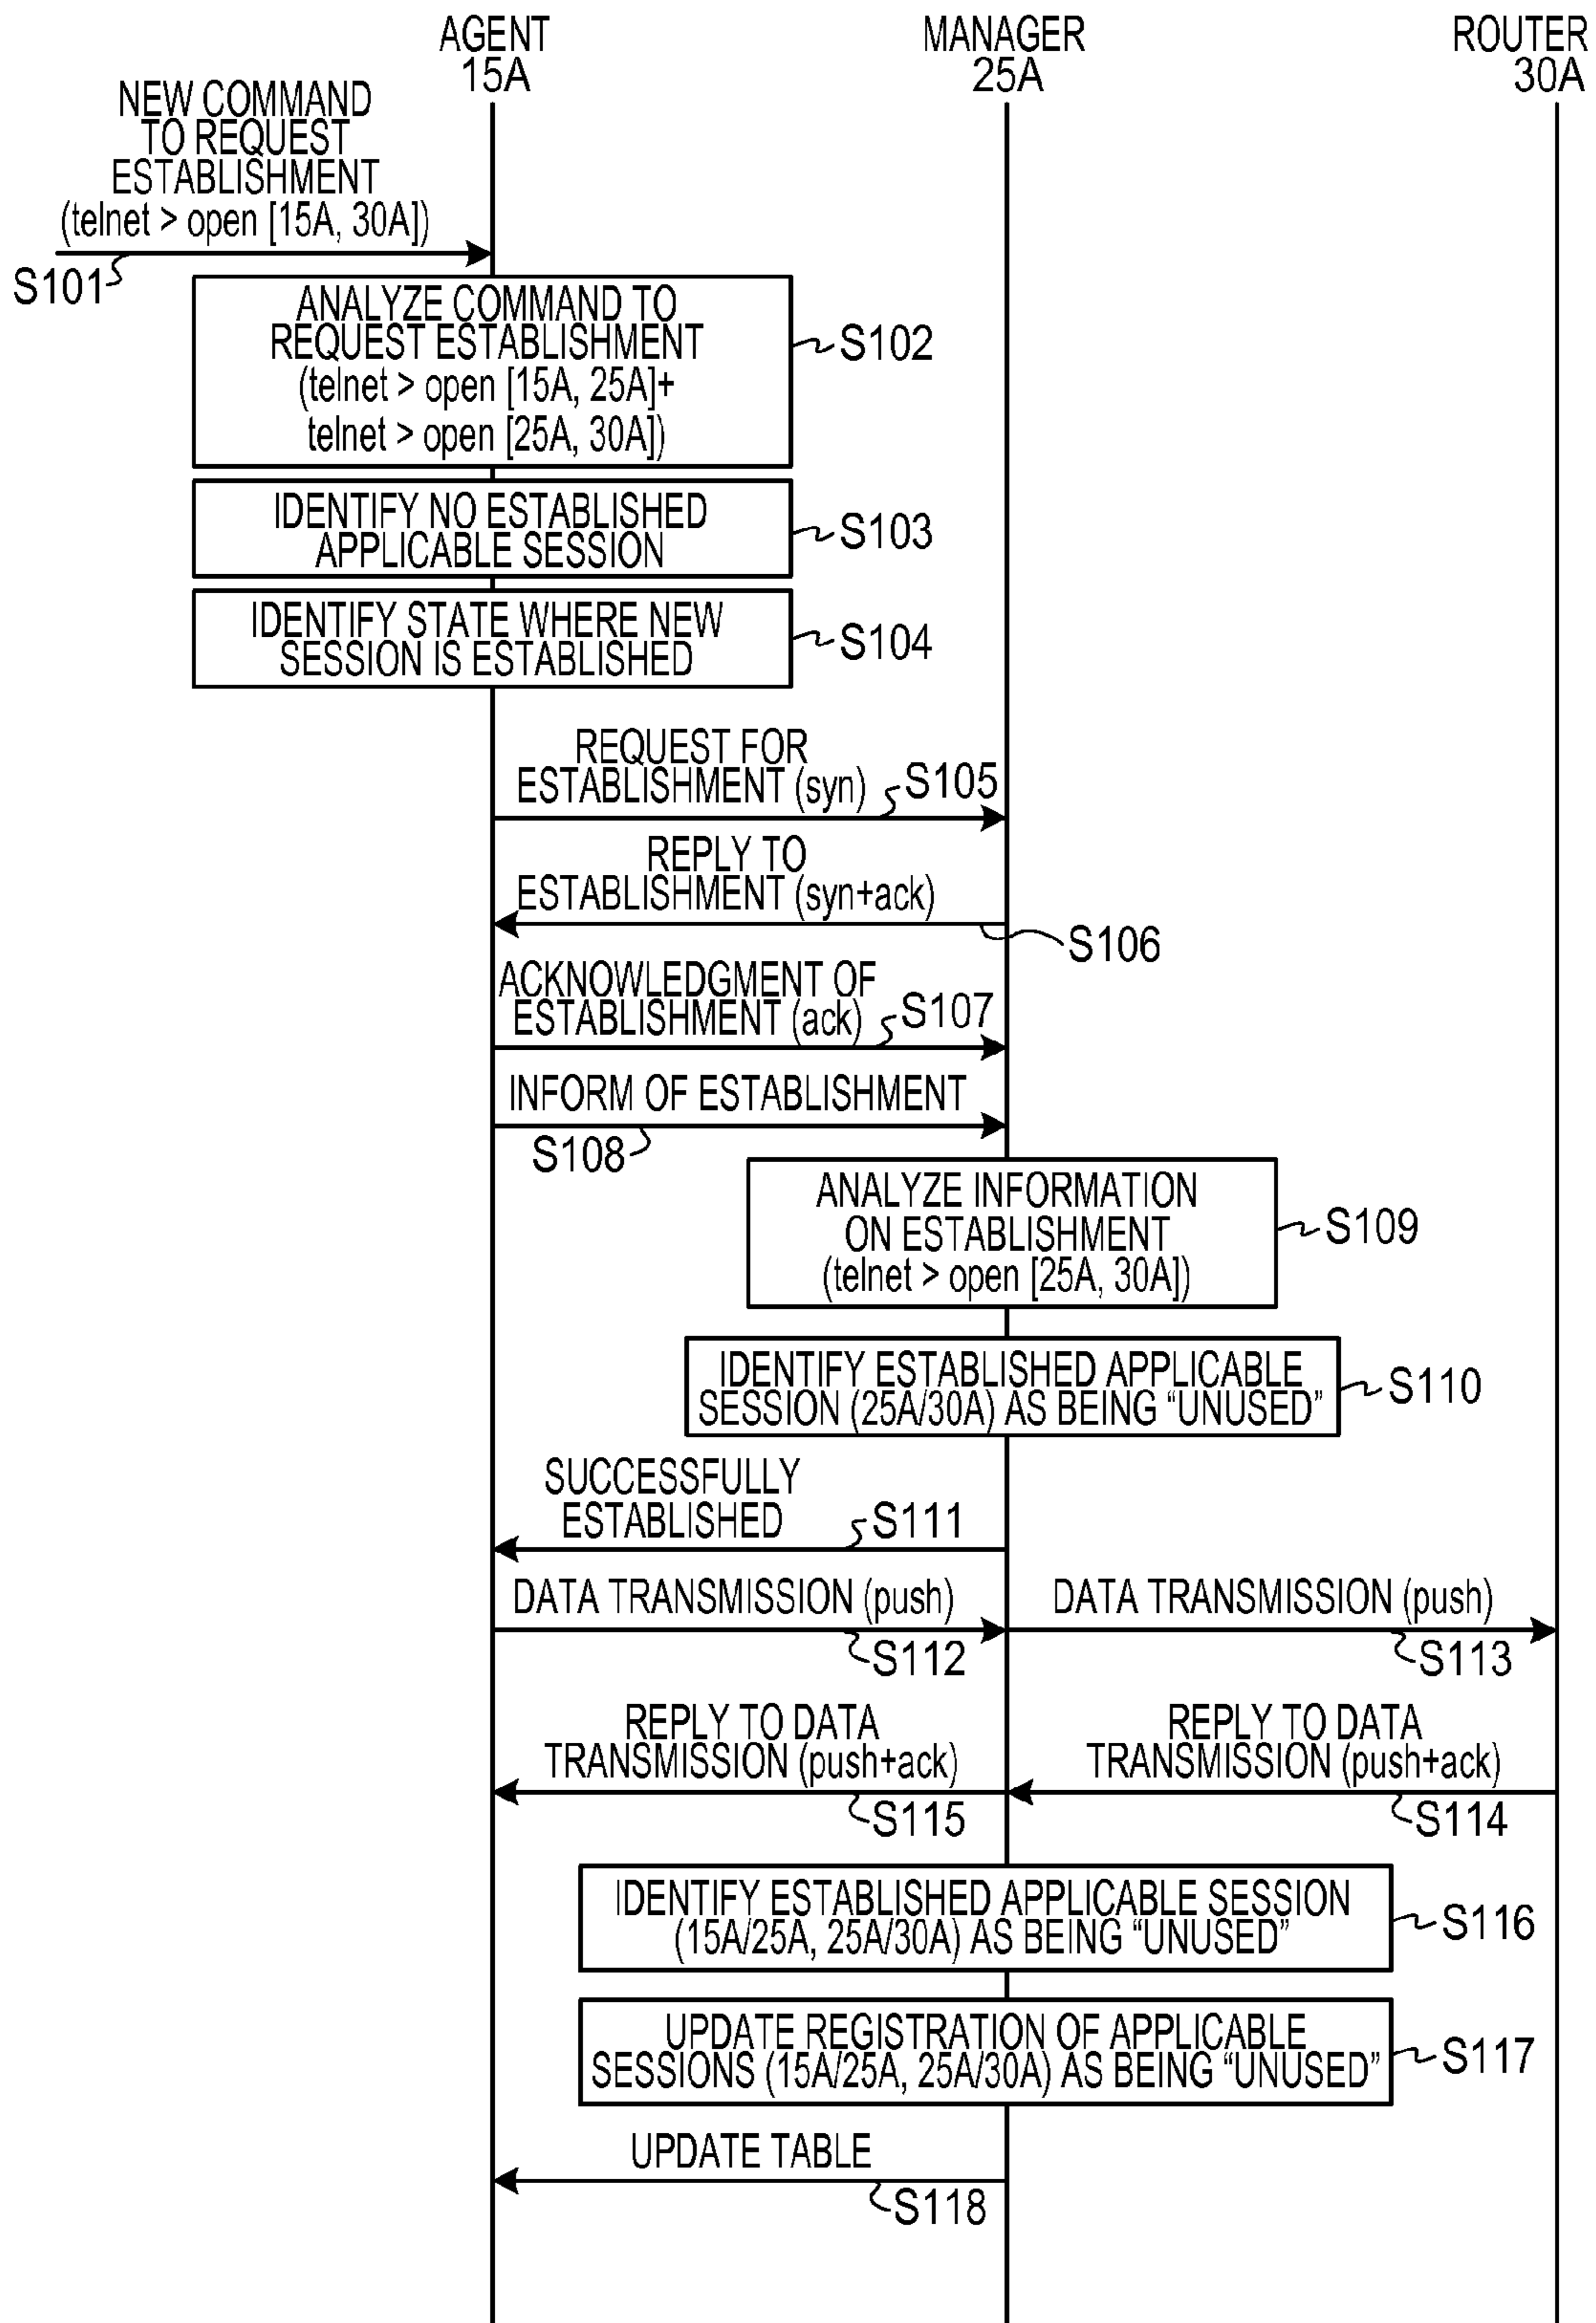 AGENT
15A
MANAGER
25A
ROUTER
30A
NEW COMMAND
TO REQUEST
ESTABLISHMENT
(telnet > open [15A, 30A])
S101
ANALYZE COMMAND TO
REQUEST ESTABLISHMENT
(telnet > open [15A, 25A]+
telnet > open [25A, 30A])
S102
IDENTIFY NO ESTABLISHED
APPLICABLE SESSION
S103
IDENTIFY STATE WHERE NEW
SESSION IS ESTABLISHED
S104
REQUEST FOR
ESTABLISHMENT (syn)
S105
REPLY TO
ESTABLISHMENT (syn+ack)
S106
ACKNOWLEDGMENT OF
ESTABLISHMENT (ack)
S107
INFORM OF ESTABLISHMENT
S108
ANALYZE INFORMATION
ON ESTABLISHMENT
(telnet > open [25A, 30A])
S109
IDENTIFY ESTABLISHED APPLICABLE
SESSION (25A/30A) AS BEING “UNUSED”
S110
SUCCESSFULLY
ESTABLISHED
S111
DATA TRANSMISSION (push)
S112
DATA TRANSMISSION (push)
S113
REPLY TO DATA
TRANSMISSION (push+ack)
S115
REPLY TO DATA
TRANSMISSION (push+ack)
S114
IDENTIFY ESTABLISHED APPLICABLE SESSION
(15A/25A, 25A/30A) AS BEING “UNUSED”
S116
UPDATE REGISTRATION OF APPLICABLE
SESSIONS (15A/25A, 25A/30A) AS BEING “UNUSED”
S117
UPDATE TABLE
S118